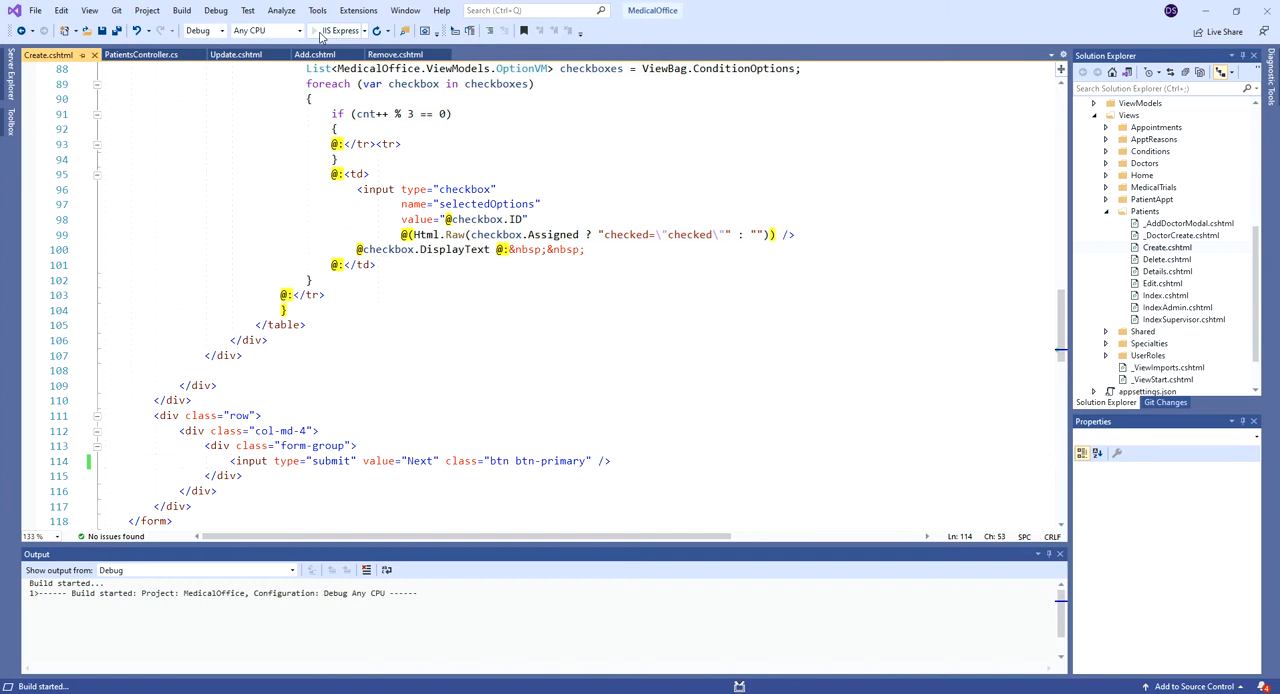 File Edit View Git Project Build Debug Test Analyze Tools Extensions Window Help Search (Ctrl+Q) MedicalOffice DS
Debug Any CPU IIS Express Live Share
Create.cshtml PatientsController.cs Update.cshtml Add.cshtml Remove.cshtml
Server Explorer
Toolbox
88 List<MedicalOffice.ViewModels.OptionVM> checkboxes = ViewBag.ConditionOptions;
89 foreach (var checkbox in checkboxes)
90 {
91 if (cnt++ % 3 == 0)
92 {
93 @:</tr><tr>
94 }
95 @:<td>
96 <input type="checkbox"
97 name="selectedOptions"
98 value="@checkbox.ID"
99 @(Html.Raw(checkbox.Assigned ? "checked=\"checked\"" : "")) />
100 @checkbox.DisplayText @:&nbsp;&nbsp;
101 @:</td>
102 }
103 @:</tr>
104 }
105 </table>
106 </div>
107 </div>
108
109 </div>
110 </div>
111 <div class="row">
112 <div class="col-md-4">
113 <div class="form-group">
114 <input type="submit" value="Next" class="btn btn-primary" />
115 </div>
116 </div>
117 </div>
118 </form>
133 % No issues found Ln: 114 Ch: 53 SPC CRLF
Output
Show output from: Debug
Build started...
1>------ Build started: Project: MedicalOffice, Configuration: Debug Any CPU ------
Solution Explorer
Search Solution Explorer (Ctrl+;)
ViewModels
Views
Appointments
ApptReasons
Conditions
Doctors
Home
MedicalTrials
PatientAppt
Patients
_AddDoctorModal.cshtml
_DoctorCreate.cshtml
Create.cshtml
Delete.cshtml
Details.cshtml
Edit.cshtml
Index.cshtml
IndexAdmin.cshtml
IndexSupervisor.cshtml
Shared
Specialties
UserRoles
_ViewImports.cshtml
_ViewStart.cshtml
appsettings.json
Solution Explorer Git Changes
Properties
Diagnostic Tools
Build started... Add to Source Control 4